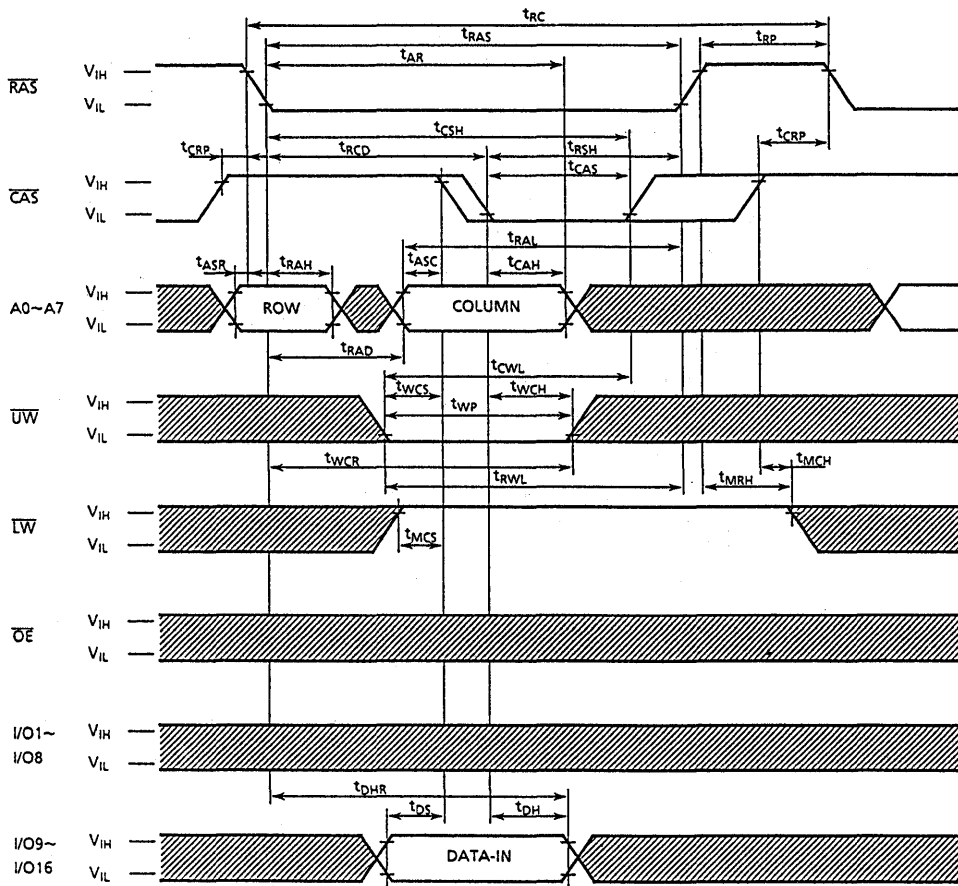 tRC
tRAS
tRP
tAR
RAS
VIH
VIL
tCSH
tCRP
tRCD
tRSH
tCRP
tCAS
CAS
VIH
VIL
tRAL
tASR
tRAH
tASC
tCAH
A0~A7
VIH
VIL
ROW
COLUMN
tRAD
tCWL
tWCS
tWCH
tWP
UW
VIH
VIL
tWCR
tRWL
tMCH
tMRH
LW
VIH
VIL
tMCS
OE
VIH
VIL
I/O1~
I/O8
VIH
VIL
tDHR
tDS
tDH
I/O9~
I/O16
VIH
VIL
DATA-IN